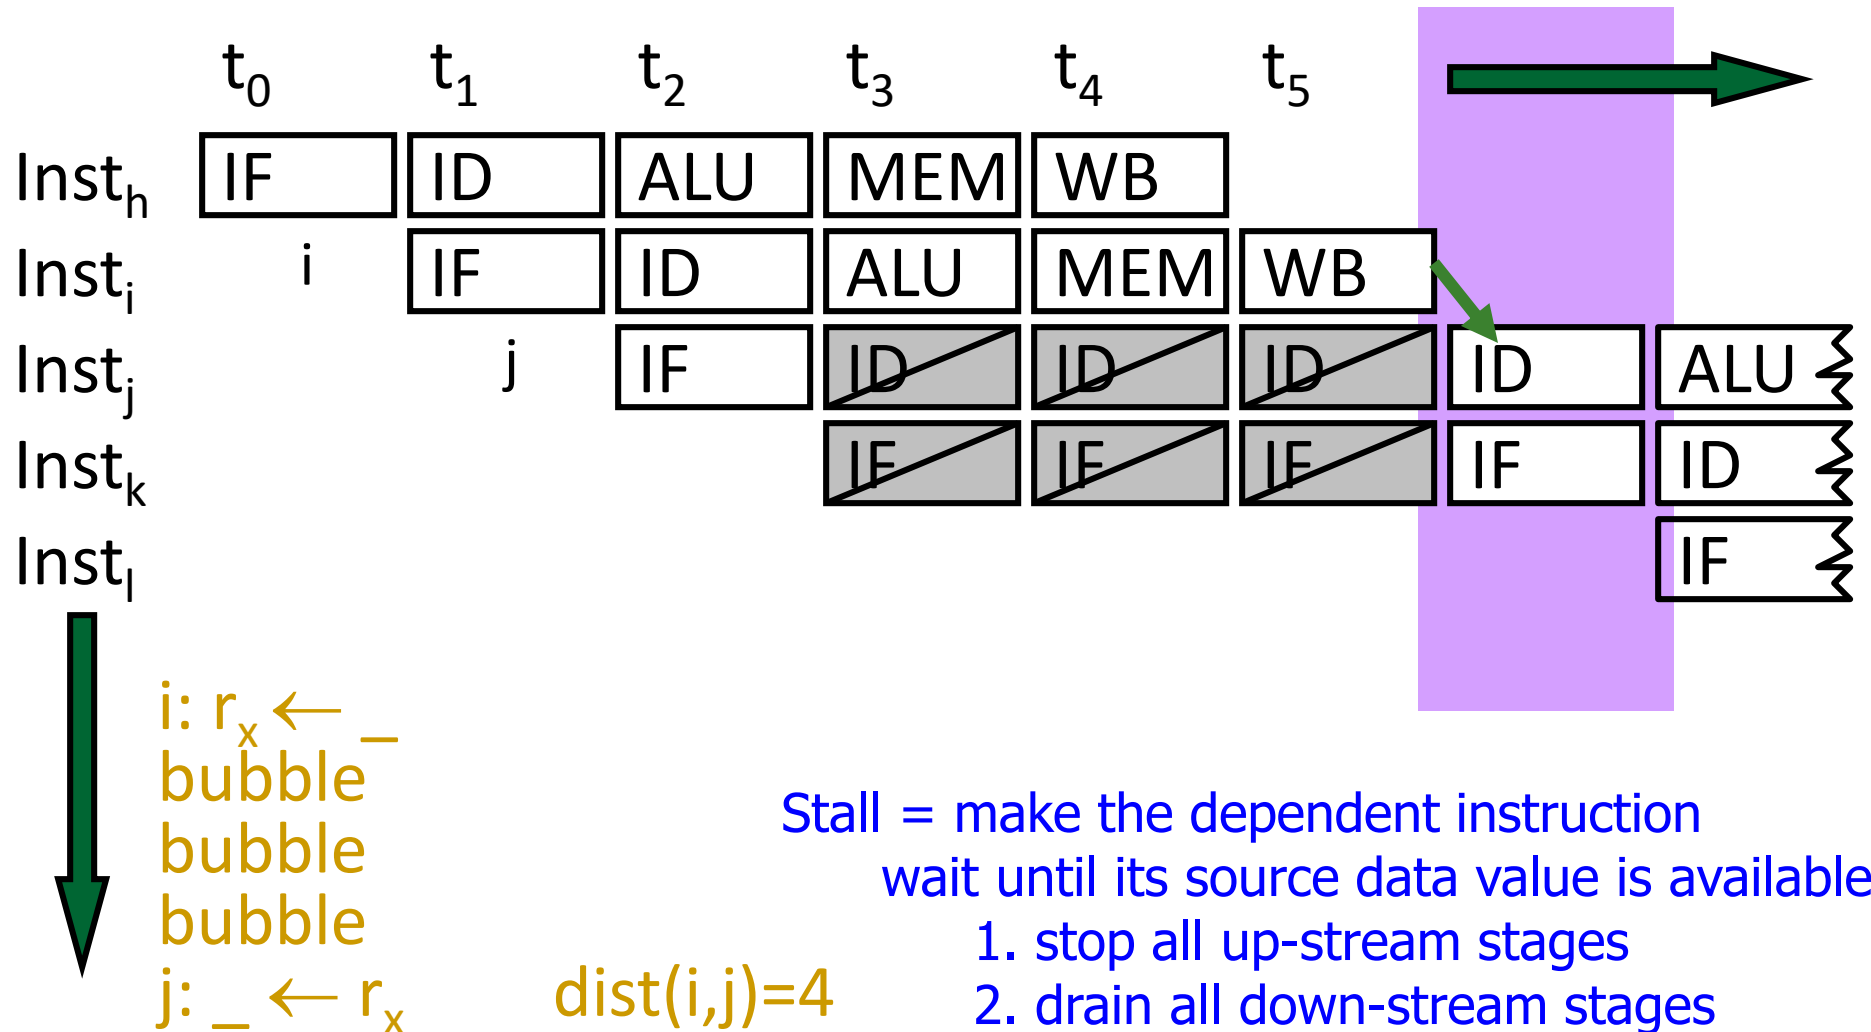 t₀ t₁ t₂ t₃ t₄ t₅
Instₕ IF ID ALU MEM WB
Instᵢ i IF ID ALU MEM WB
Instⱼ j IF ID ID ID ID ALU
Instₖ IF IF IF IF ID
Instₗ IF
i: rₓ ← _
bubble
bubble
bubble
j: _ ← rₓ dist(i,j)=4
Stall = make the dependent instruction
wait until its source data value is available
1. stop all up-stream stages
2. drain all down-stream stages